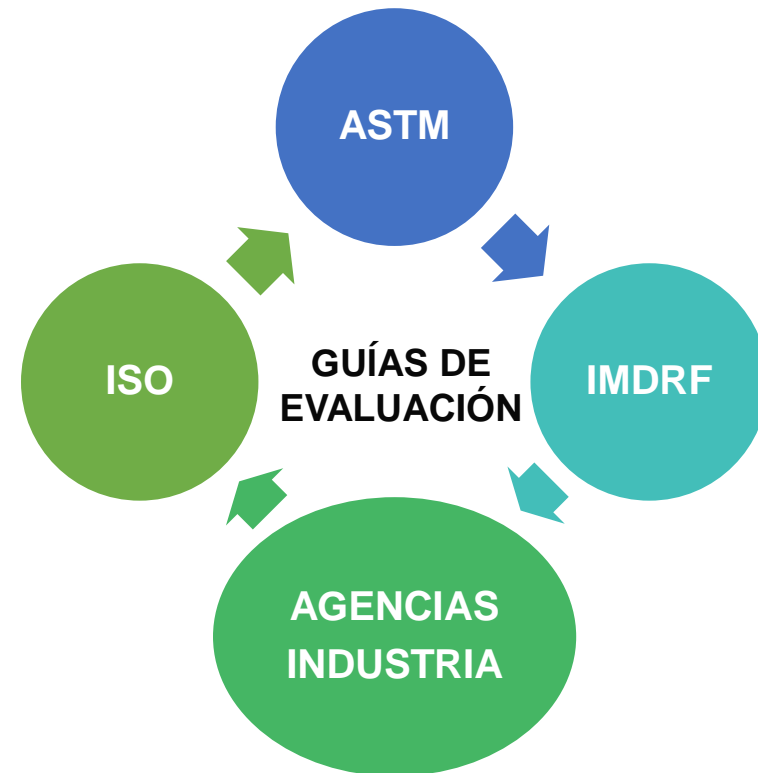 ASTM
ISO
GUÍAS DE
EVALUACIÓN
IMDRF
AGENCIAS
INDUSTRIA